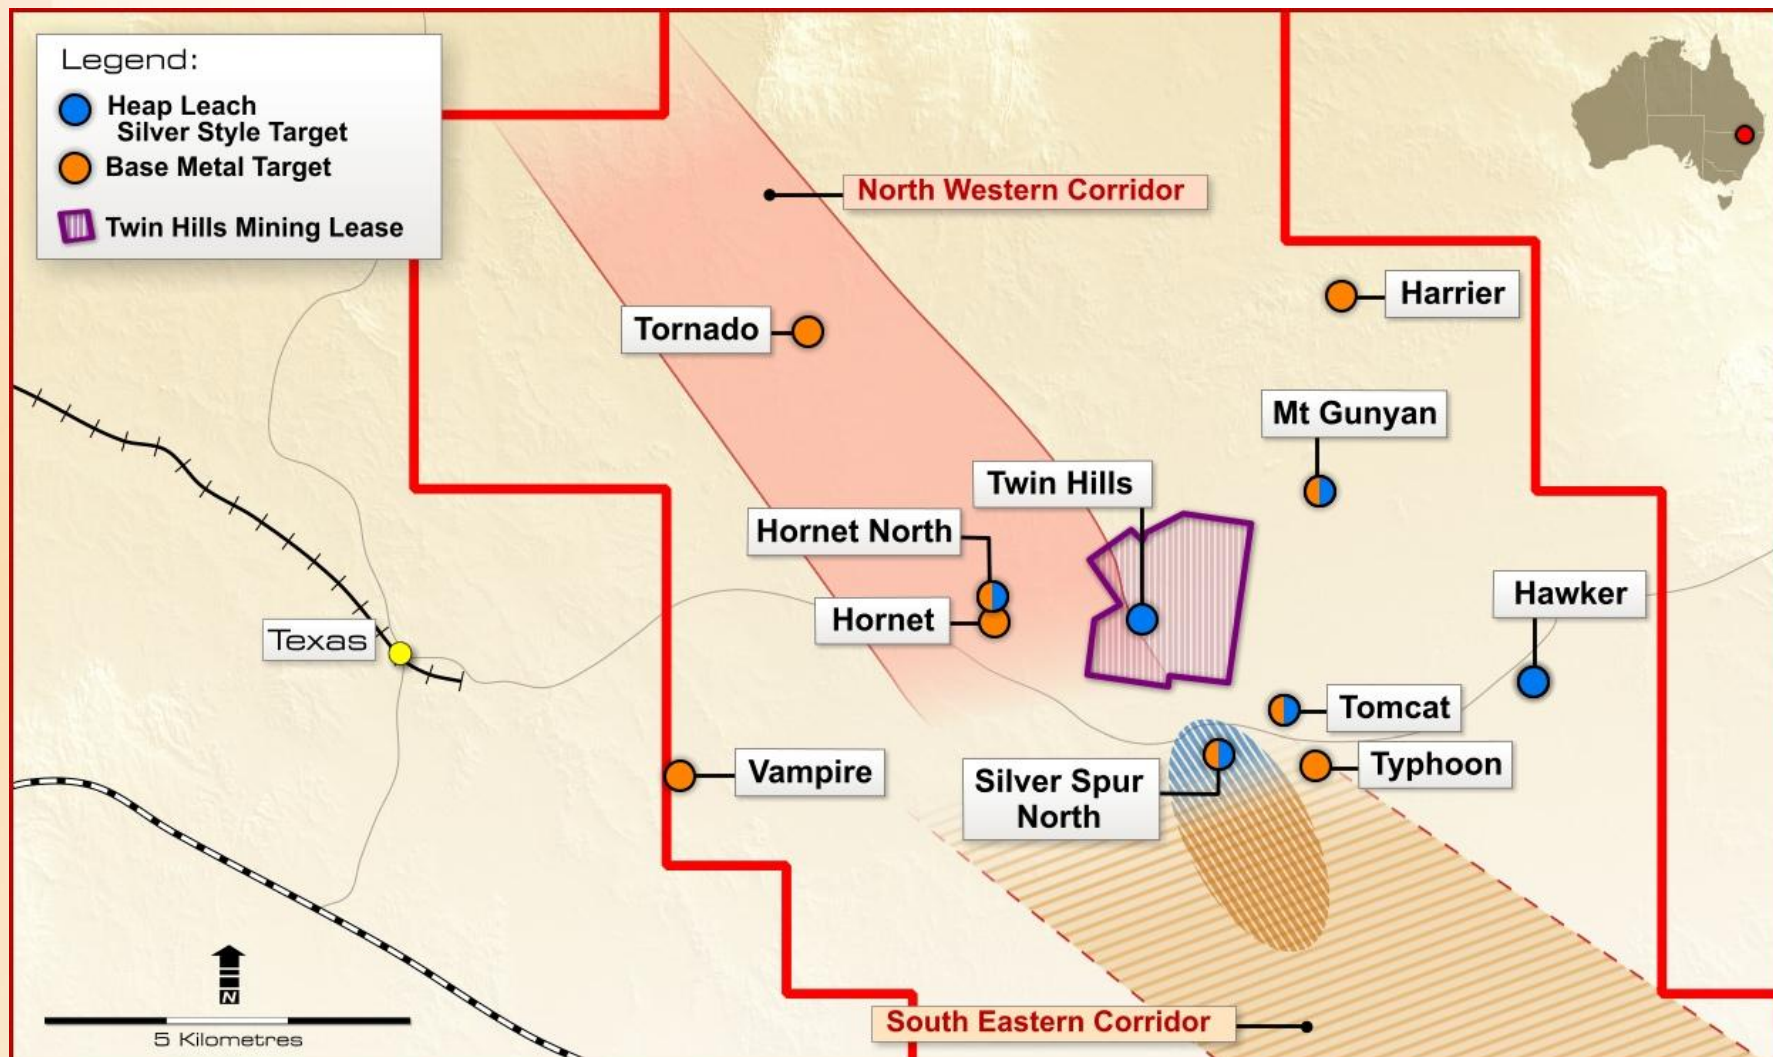 Legend:
Heap Leach
Silver Style Target
Base Metal Target
Twin Hills Mining Lease
North Western Corridor
Harrier
Tornado
Mt Gunyan
Twin Hills
Hornet North
Hawker
Hornet
Texas
Tomcat
Vampire
Typhoon
Silver Spur
North
N
South Eastern Corridor
5 Kilometres